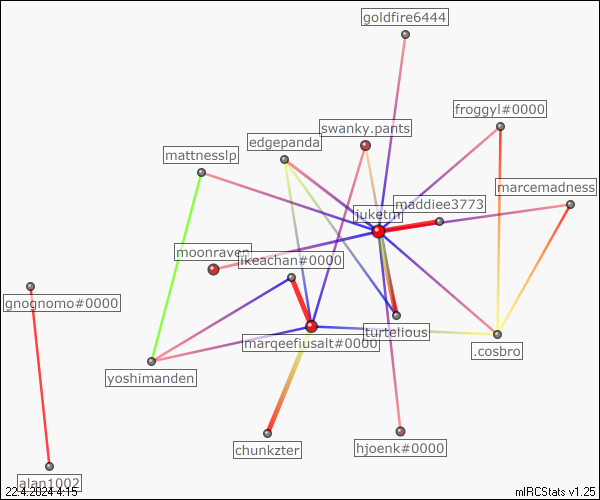 goldfire6444
froggyl#0000
swanky.pants
edgepanda
mattnesslp
marcemadness
maddiee3773
juketm
moonraven
ikeachan#0000
gnognomo#0000
turtelious
marqeefiusalt#0000
.cosbro
yoshimanden
chunkzter
hjoenk#0000
alan1002
22.4.2024 4:15
mIRCStats v1.25